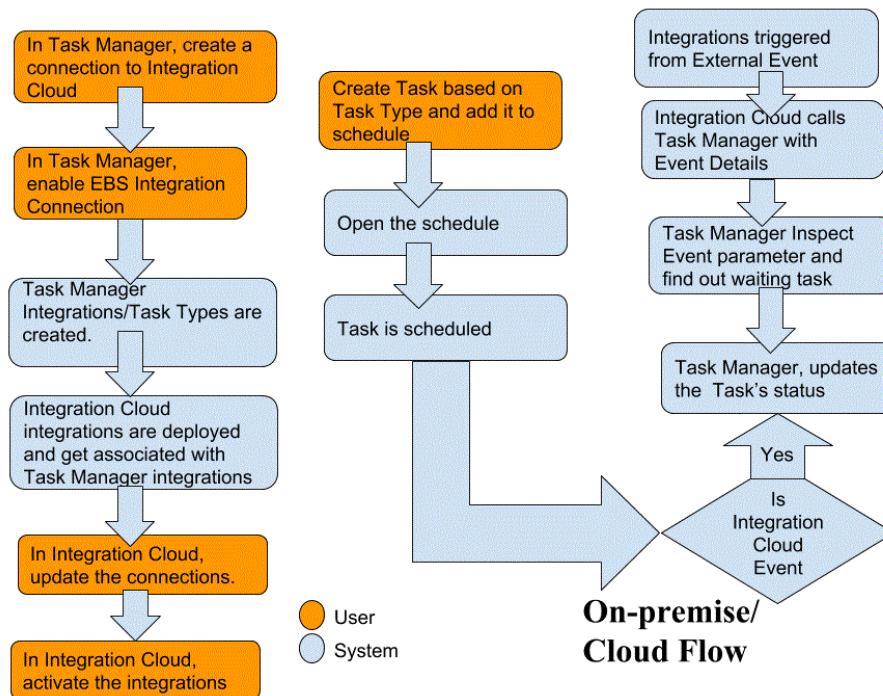 In Task Manager, create a
connection to Integration
Cloud
In Task Manager,
enable EBS Integration
Connection
Task Manager
Integrations/Task Types are
created.
Integration Cloud
integrations are deployed
and get associated with
Task Manager integrations
In Integration Cloud,
update the connections.
In Integration Cloud,
activate the integrations
Create Task based on
Task Type and add it to
schedule
Open the schedule
Task is scheduled
Integrations triggered
from External Event
Integration Cloud calls
Task Manager with
Event Details
Task Manager Inspect
Event parameter and
find out waiting task
Task Manager, updates
the Task's status
Yes
Is
Integration
Cloud
Event
User
System
On-premise/
Cloud Flow